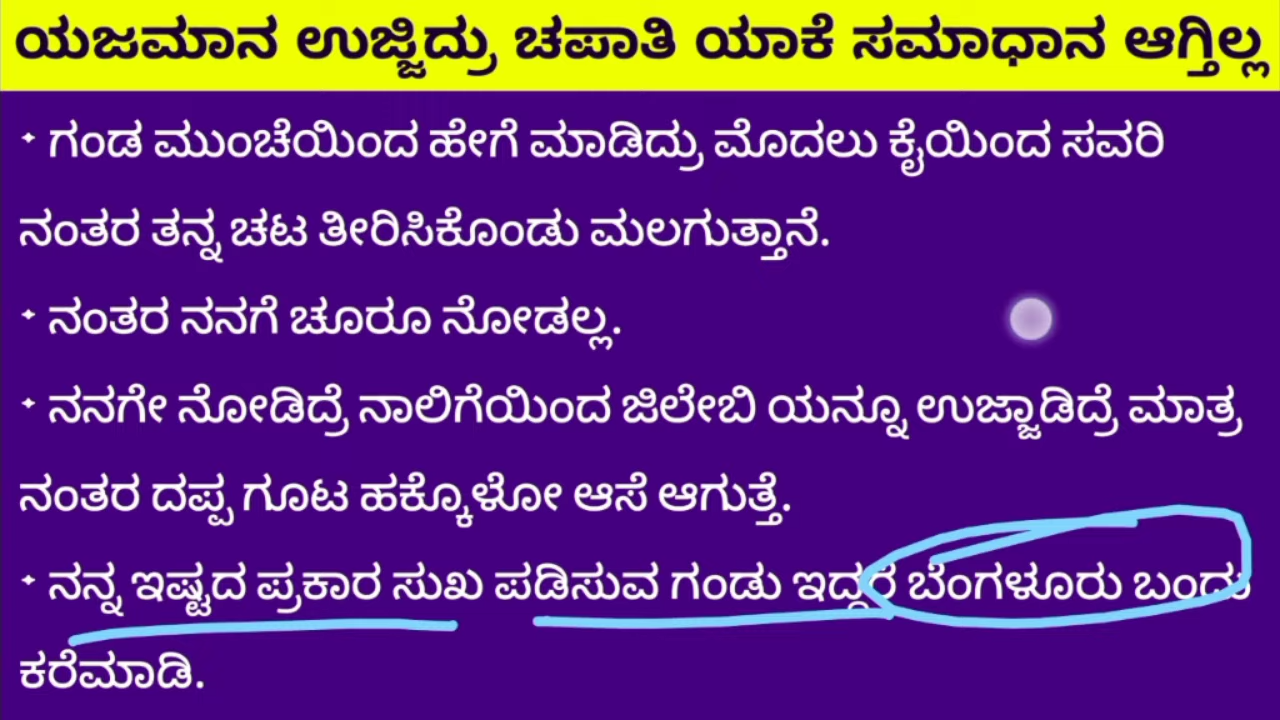 ಯಜಮಾನ ಉಜ್ಜಿದ್ರು ಚಪಾತಿ ಯಾಕೆ ಸಮಾಧಾನ ಆಗ್ತಿಲ್ಲ
* ಗಂಡ ಮುಂಚೆಯಿಂದ ಹೇಗೆ ಮಾಡಿದ್ರು ಮೊದಲು ಕೈಯಿಂದ ಸವರಿ
ನಂತರ ತನ್ನ ಚಟ ತೀರಿಸಿಕೊಂಡು ಮಲಗುತ್ತಾನೆ.
* ನಂತರ ನನಗೆ ಚೂರೂ ನೋಡಲ್ಲ.
* ನನಗೇ ನೋಡಿದ್ರೆ ನಾಲಿಗೆಯಿಂದ ಜಿಲೇಬಿ ಯನ್ನೂ ಉಜ್ಜಾಡಿದ್ರೆ ಮಾತ್ರ
ನಂತರ ದಪ್ಪ ಗೂಟ ಹಕ್ಕೊಳೋ ಆಸೆ ಆಗುತ್ತೆ.
* ನನ್ನ ಇಷ್ಟದ ಪ್ರಕಾರ ಸುಖ ಪಡಿಸುವ ಗಂಡು ಇದ್ದರೆ ಬೆಂಗಳೂರು ಬಂದು
ಕರೆಮಾಡಿ.